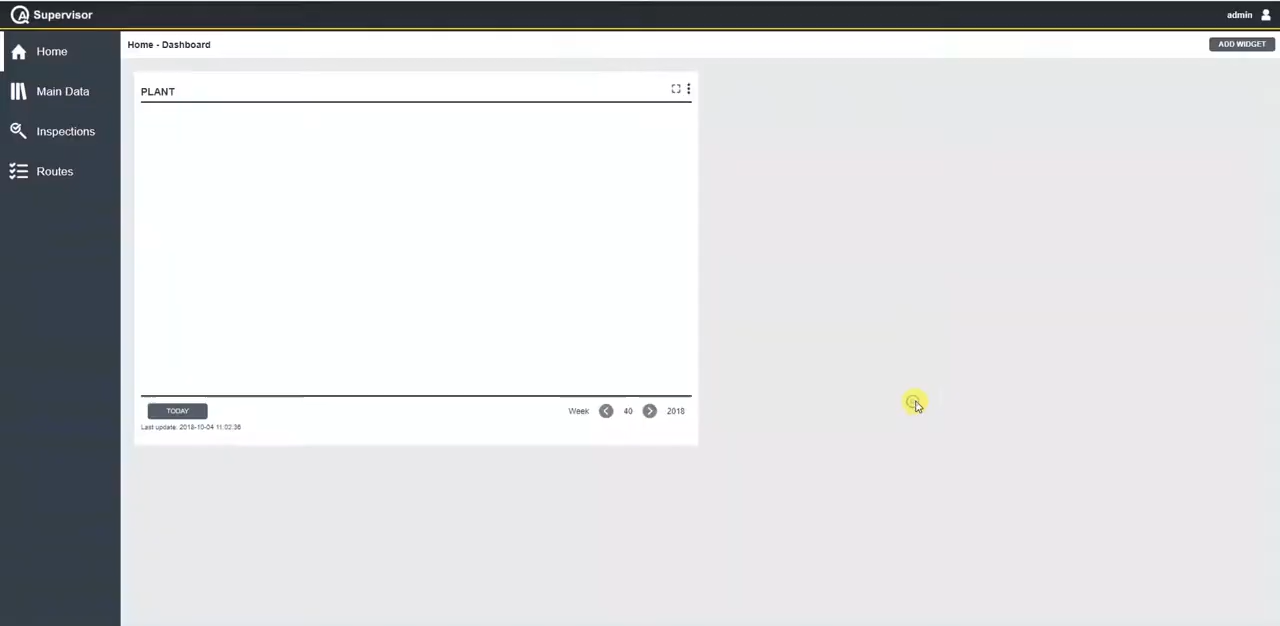 Supervisor
admin
Home
Home - Dashboard
ADD WIDGET
Main Data
PLANT
Inspections
Routes
TODAY
Week 40 2018
Last update: 2018-10-04 11:02:36